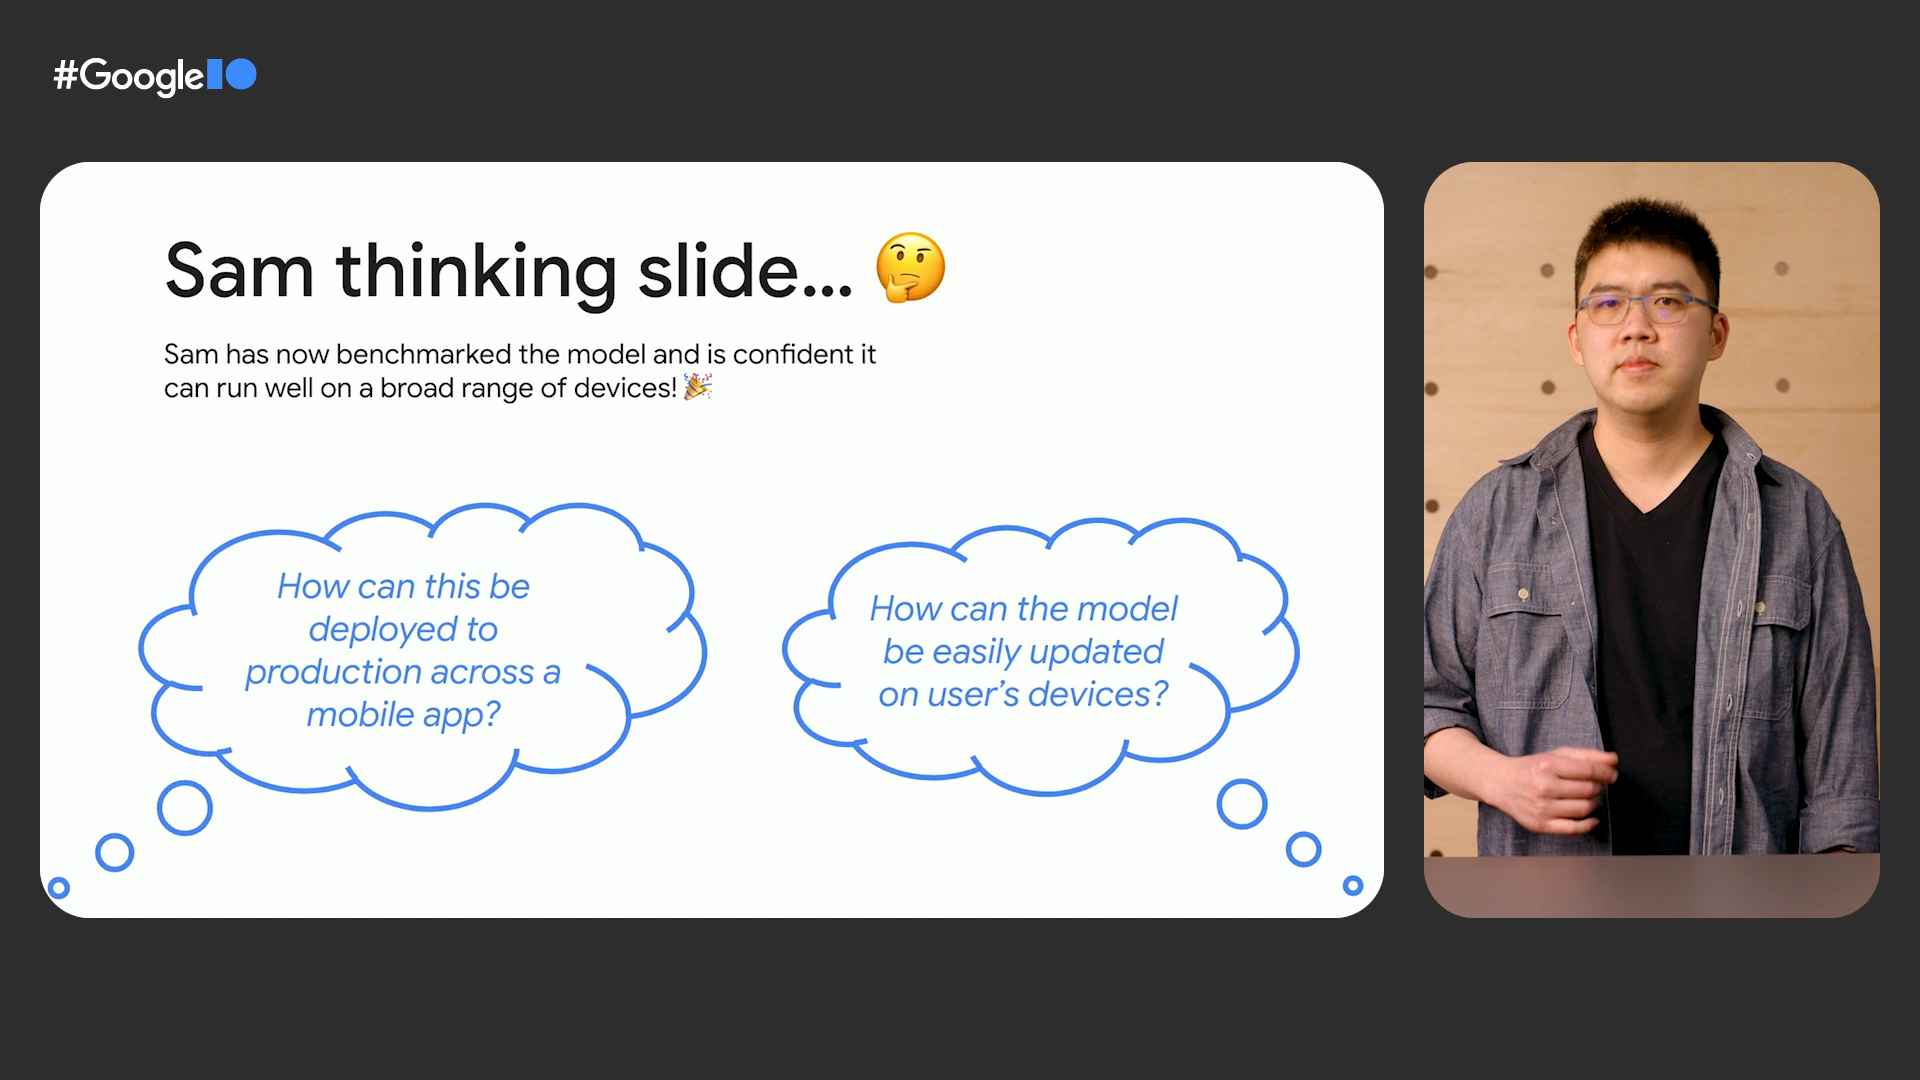 #GoogleIO
Sam thinking slide... 🤔
Sam has now benchmarked the model and is confident it
can run well on a broad range of devices! 🎉
How can this be
deployed to
production across a
mobile app?
How can the model
be easily updated
on user’s devices?